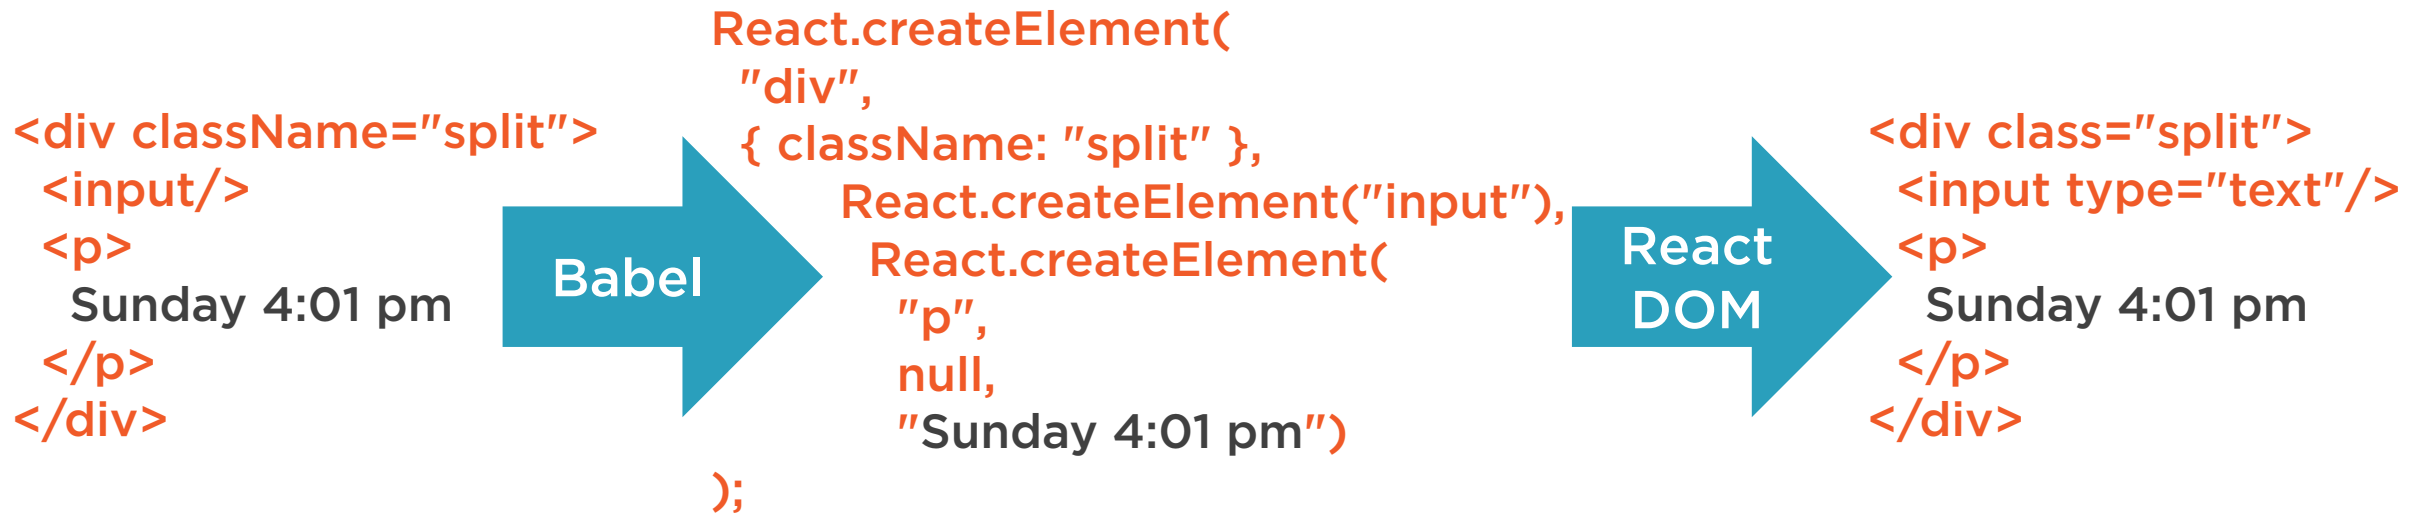 <div className="split">
<input/>
<p>
Sunday 4:01 pm
</p>
</div>
Babel
React.createElement(
"div",
{ className: "split" },
React.createElement("input"),
React.createElement(
"p",
null,
"Sunday 4:01 pm")
);
React
DOM
<div class="split">
<input type="text"/>
<p>
Sunday 4:01 pm
</p>
</div>